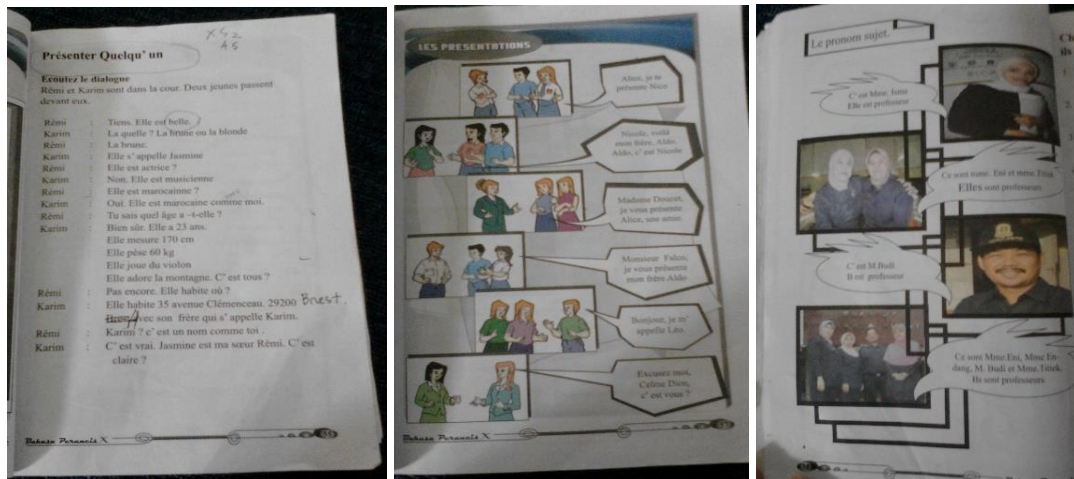 XS2
A5
Présenter Quelqu' un
Ecoutez le dialogue
Rémi et Karim sont dans la cour. Deux jeunes passent
devant eux.
Rémi : Tiens. Elle est belle.
Karim : La quelle ? La brune ou la blonde
Rémi : La brune.
Karim : Elle s' appelle Jasmine
Rémi : Elle est actrice ?
Karim : Non. Elle est musicienne
Rémi : Elle est marocainne ?
Karim : Oui. Elle est marocaine comme moi.
Rémi : Tu sais quel âge a -t-elle ?
Karim : Bien sûr. Elle a 23 ans.
Elle mesure 170 cm
Elle pèse 60 kg
Elle joue du violon
Elle adore la montagne. C' est tous ?
Rémi : Pas encore. Elle habite où ?
Karim : Elle habite 35 avenue Clémenceau. 29200 Brest.
avec son frère qui s' appelle Karim.
Rémi : Karim ? c' est un nom comme toi .
Karim : C' est vrai. Jasmine est ma sœur Rémi. C' est
claire ?
Bahasa Perancis X
LES PRESENTATIONS
Alice, je te
présente Nico
Nicole, voilà
mon frère, Aldo.
Aldo, c' est Nicole
Madame Doucet,
je vous présente
Alice, une amie.
Monsieur Falco,
je vous présente
mon frère Aldo
Bonjour, je m'
appelle Léo.
Excusez moi,
Celine Dion,
c' est vous ?
Bahasa Perancis X
Le pronom sujet.
C' est Mme.
Elle est professeur
Ce sont mme. Eni et mme.Titiek
Elles sont professeurs
C' est M.Budi
Il est professeur
Ce sont Mme.Eni, Mme En-
dang, M. Budi et Mme.Titiek.
Ils sont professeurs
ils
1.
2.